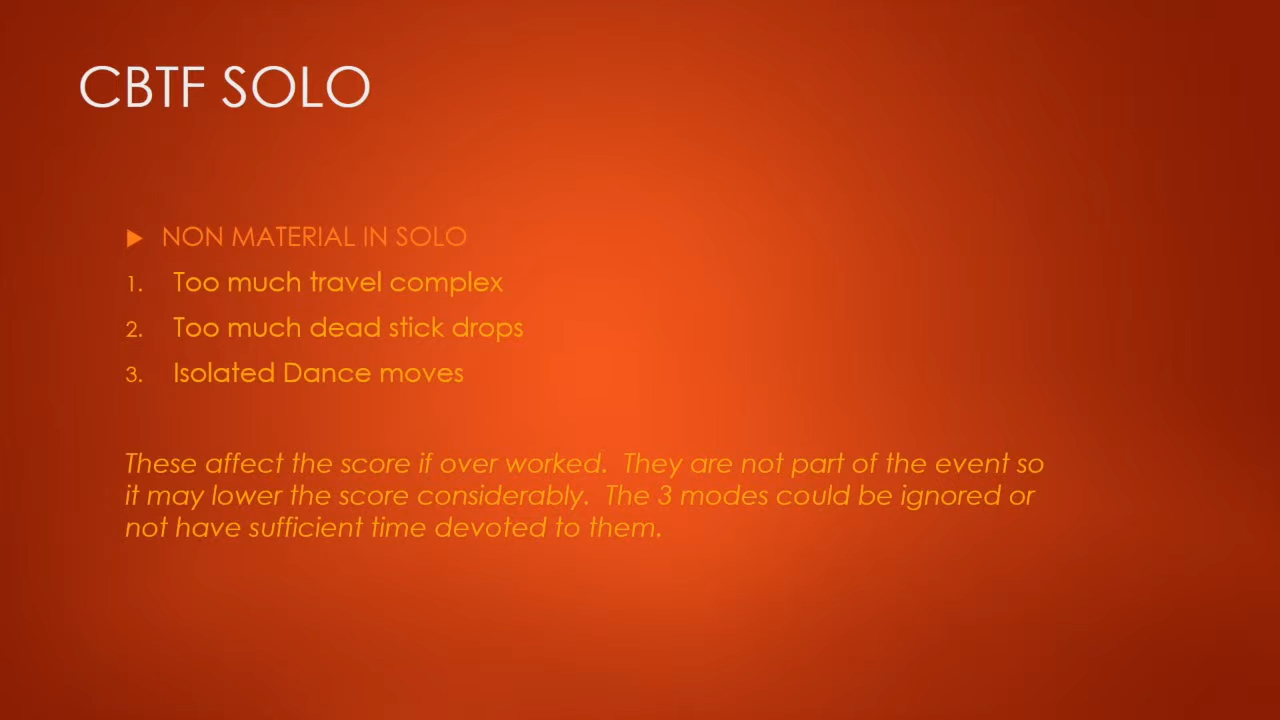 CBTF SOLO
NON MATERIAL IN SOLO
1. Too much travel complex
2. Too much dead stick drops
3. Isolated Dance moves
These affect the score if over worked. They are not part of the event so
it may lower the score considerably. The 3 modes could be ignored or
not have sufficient time devoted to them.